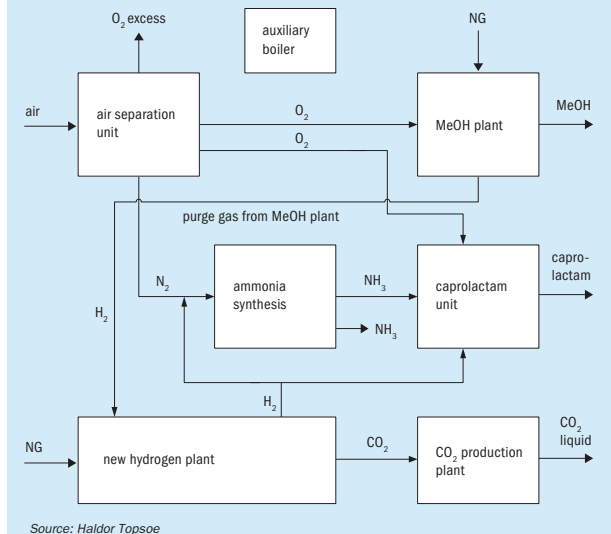 O₂ excess
auxiliary
boiler
NG
air
air separation
unit
O₂
O₂
MeOH plant
MeOH
purge gas from MeOH plant
N₂
ammonia
synthesis
NH₃
NH₃
caprolactam
unit
capro-
lactam
H₂
H₂
NG
new hydrogen plant
CO₂
CO₂ production
plant
CO₂
liquid
Source: Haldor Topsoe